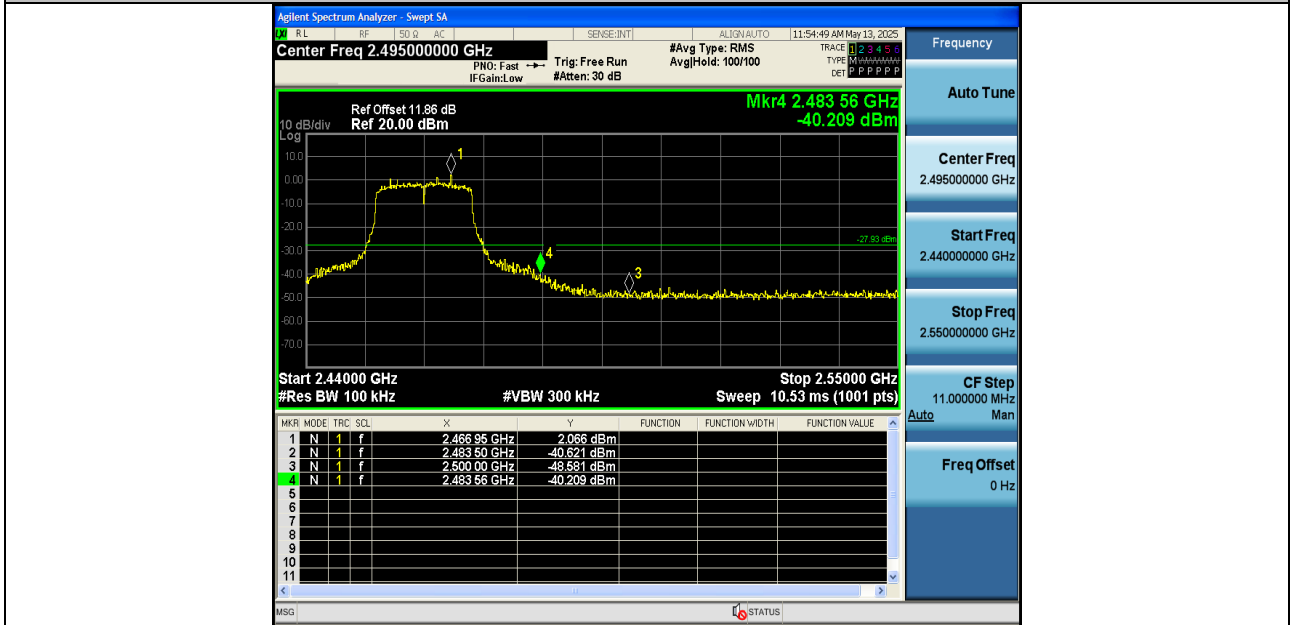 Agilent Spectrum Analyzer - Swept SA
LXI RL RF 50 Ω AC SENSE:INT ALIGN AUTO 11:54:49 AM May 13, 2025
Center Freq 2.495000000 GHz
PNO: Fast
IFGain:Low
Trig: Free Run
#Atten: 30 dB
#Avg Type: RMS
Avg|Hold: 100/100
TRACE 1 2 3 4 5 6
TYPE M
DET P P P P P P
Ref Offset 11.86 dB
10 dB/div Ref 20.00 dBm
Log
Mkr4 2.483 56 GHz
-40.209 dBm
10.0
0.00
-10.0
-20.0
-30.0
-40.0
-50.0
-60.0
-70.0
1
4
3
-27.93 dBm
Start 2.44000 GHz Stop 2.55000 GHz
#Res BW 100 kHz #VBW 300 kHz Sweep 10.53 ms (1001 pts)
MKR MODE TRC SCL X Y FUNCTION FUNCTION WIDTH FUNCTION VALUE
1 N 1 f 2.466 95 GHz 2.066 dBm
2 N 1 f 2.483 50 GHz -40.621 dBm
3 N 1 f 2.500 00 GHz -48.581 dBm
4 N 1 f 2.483 56 GHz -40.209 dBm
5
6
7
8
9
10
11
MSG STATUS
Frequency
Auto Tune
Center Freq
2.495000000 GHz
Start Freq
2.440000000 GHz
Stop Freq
2.550000000 GHz
CF Step
11.000000 MHz
Auto Man
Freq Offset
0 Hz